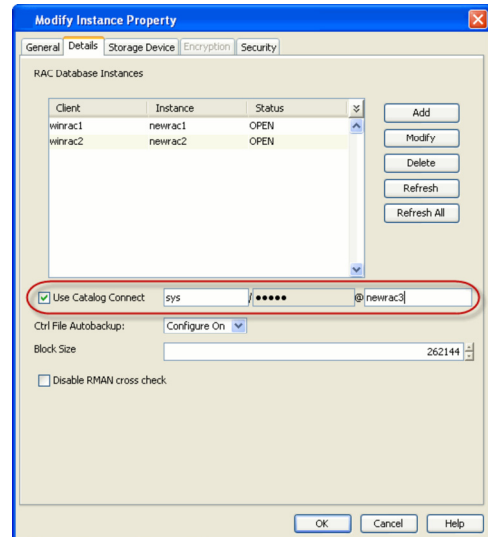 Modify Instance Property
General Details Storage Device Encryption Security
RAC Database Instances
Client Instance Status
winrac1 newrac1 OPEN
winrac2 newrac2 OPEN
Add
Modify
Delete
Refresh
Refresh All
Use Catalog Connect sys / ●●●●● @ newrac3
Ctrl File Autobackup: Configure On
Block Size 262144
Disable RMAN cross check
OK Cancel Help